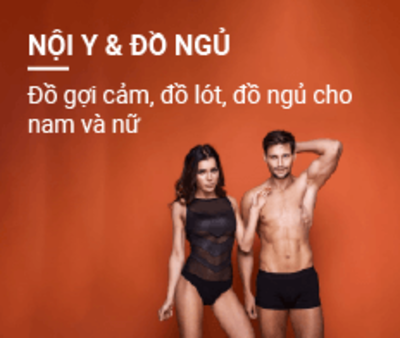 NỘI Y & ĐỒ NGỦ
Đồ gợi cảm, đồ lót, đồ ngủ cho
nam và nữ